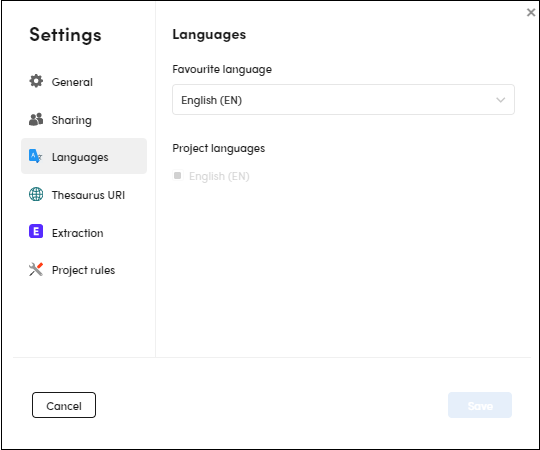 Settings
General
Sharing
Languages
Thesaurus URI
E Extraction
Project rules
Languages
Favourite language
English (EN)
Project languages
English (EN)
Cancel
Save